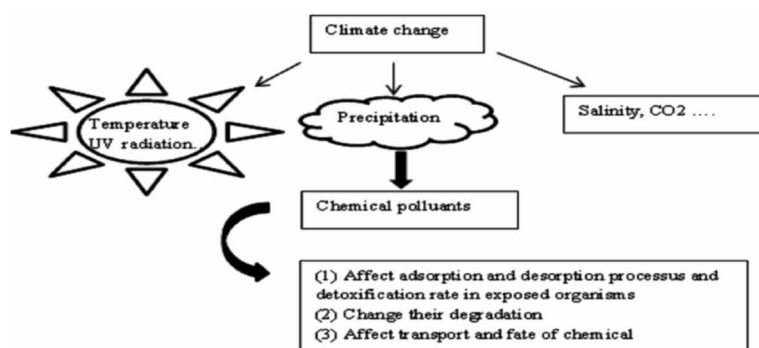 Climate change
Temperature
UV radiation..
Precipitation
Salinity, CO2 ....
Chemical polluants
(1) Affect adsorption and desorption processus and
detoxification rate in exposed organisms
(2) Change their degradation
(3) Affect transport and fate of chemical